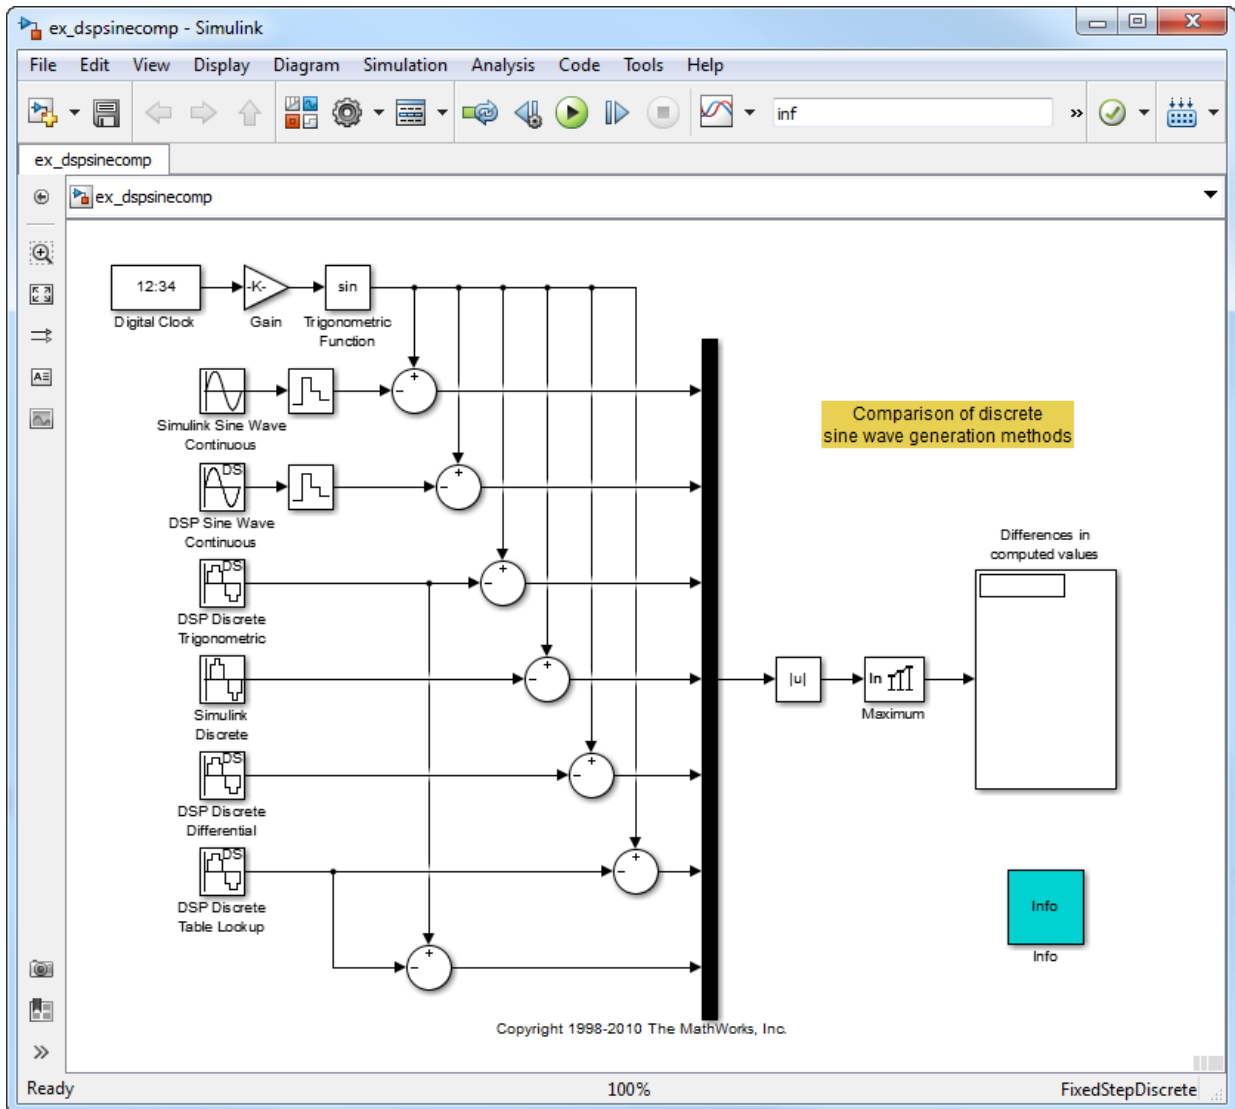 ex_dspsinecomp - Simulink
File Edit View Display Diagram Simulation Analysis Code Tools Help
inf
ex_dspsinecomp
ex_dspsinecomp
12:34
-K-
sin
Digital Clock
Gain
Trigonometric
Function
Simulink Sine Wave
Continuous
DS
DSP Sine Wave
Continuous
DS
DSP Discrete
Trigonometric
Simulink
Discrete
DS
DSP Discrete
Differential
DS
DSP Discrete
Table Lookup
Comparison of discrete
sine wave generation methods
Differences in
computed values
|u|
In
Maximum
Info
Info
Copyright 1998-2010 The MathWorks, Inc.
Ready
100%
FixedStepDiscrete